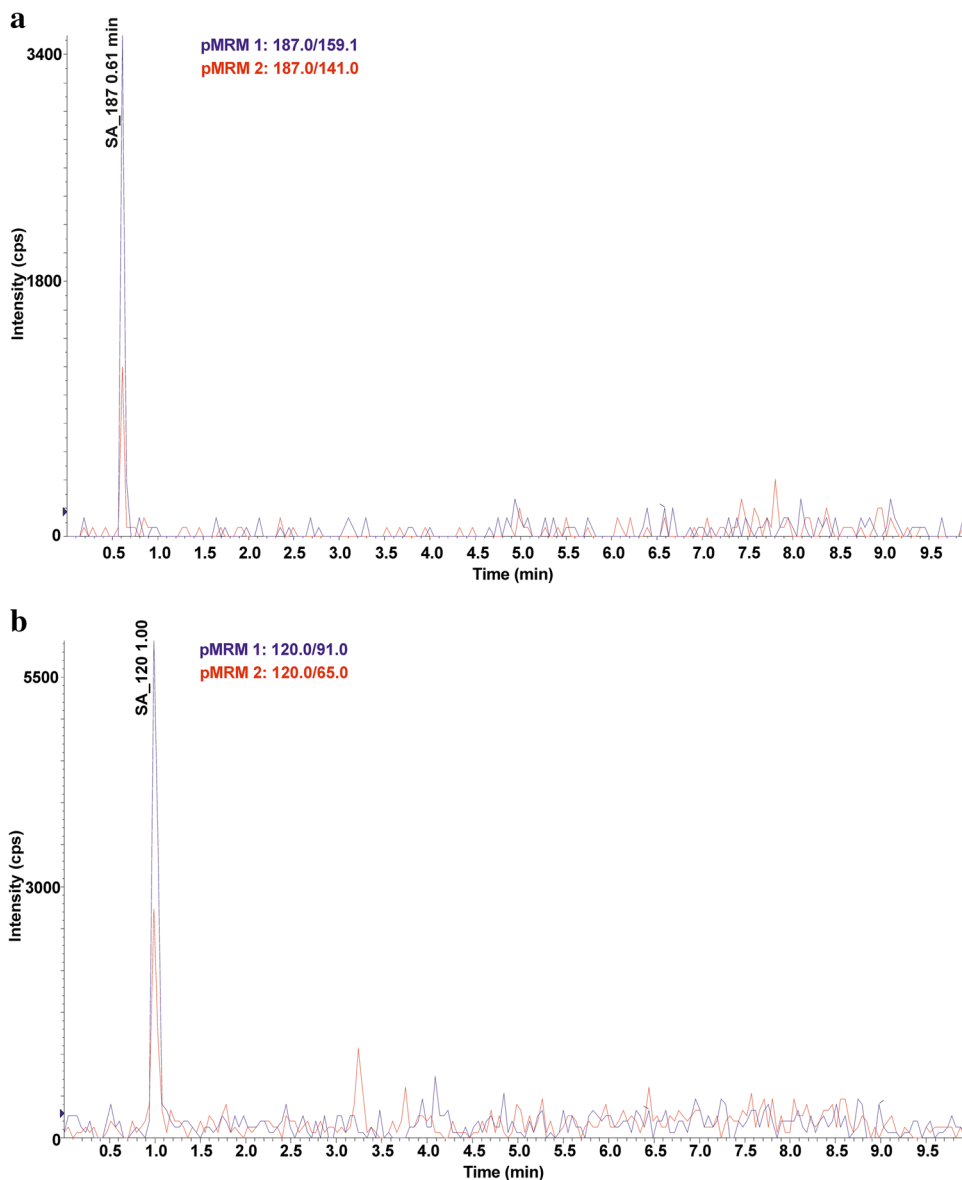 a
pMRM 1: 187.0/159.1
pMRM 2: 187.0/141.0
SA_187 0.61 min
Intensity (cps)
3400
1800
0
0.5 1.0 1.5 2.0 2.5 3.0 3.5 4.0 4.5 5.0 5.5 6.0 6.5 7.0 7.5 8.0 8.5 9.0 9.5
Time (min)
b
pMRM 1: 120.0/91.0
pMRM 2: 120.0/65.0
SA_120 1.00
Intensity (cps)
5500
3000
0
0.5 1.0 1.5 2.0 2.5 3.0 3.5 4.0 4.5 5.0 5.5 6.0 6.5 7.0 7.5 8.0 8.5 9.0 9.5
Time (min)